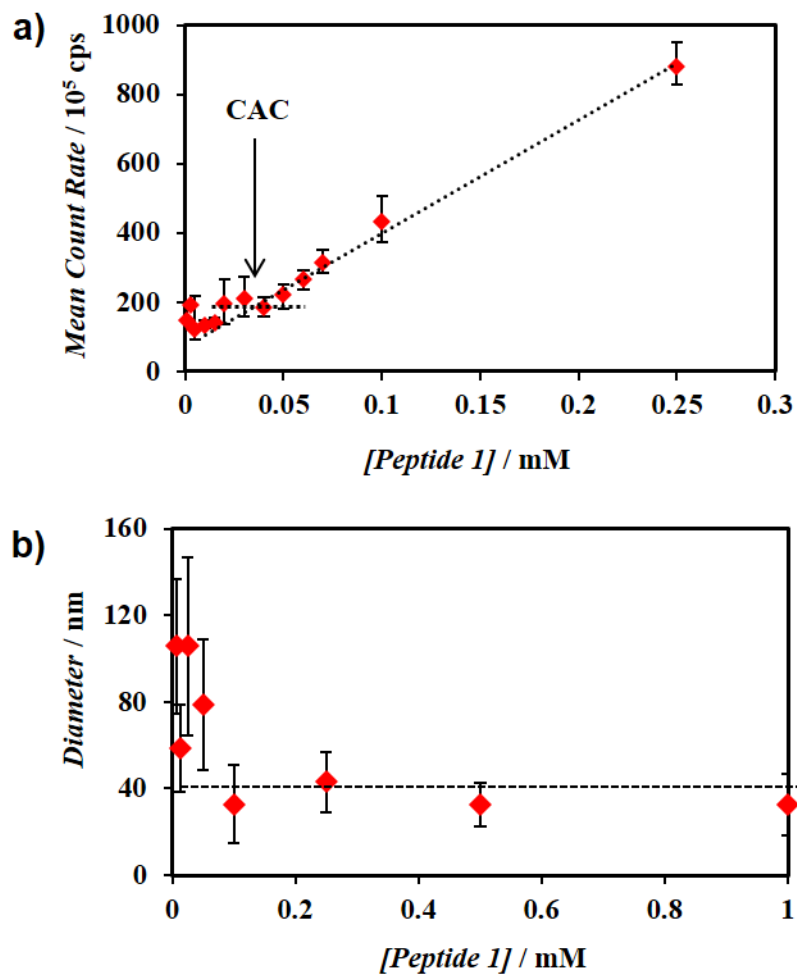 a)
Mean Count Rate / 10⁵ cps
1000
800
600
400
200
0
CAC
0 0.05 0.1 0.15 0.2 0.25 0.3
[Peptide 1] / mM
b)
Diameter / nm
160
120
80
40
0
0 0.2 0.4 0.6 0.8 1
[Peptide 1] / mM